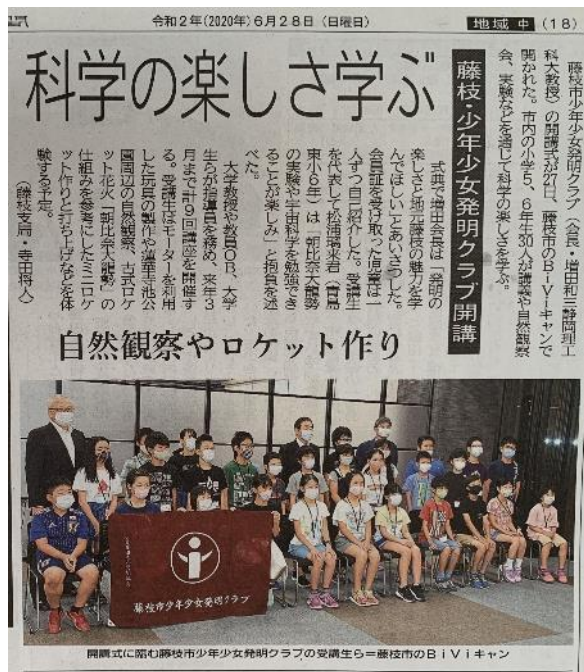 令和2年(2020年)6月28日(日曜日)
地域 中
(18)
科学の楽しさ学ぶ
藤枝・少年少女発明クラブ開講
藤枝市少年少女発明クラブ(会長・増田和三静岡理工
科大教授)の開講式が27日、藤枝市のBiViキャンで
開かれた。市内の小学5、6年生30人が講義や自然観察
会、実験などを通じて科学の楽しさを学ぶ。
式典で増田会長は「発明の
楽しさと地元藤枝の魅力を学
んでほしい」とあいさつした。
会員証を受け取った児童は一
人ずつ自己紹介した。受講生
を代表して松浦璃来君(青島
東小6年)は「朝比奈大龍勢
の実験や宇宙科学を勉強でき
ることが楽しみ」と抱負を述
べた。
大学教授や教員OB、大学
生らが指導員を務め、来年3
月まで計9回講座を開催す
る。受講生はモーターを利用
した玩具の製作や蓮華寺池公
園周辺の自然観察、古式ロケ
ット花火「朝比奈大龍勢」の
仕組みを参考にしたミニロケ
ット作りと打ち上げなどを体
験する予定。
(藤枝支局・寺田将人)
自然観察やロケット作り
藤枝市少年少女発明クラブ
開講式に臨む藤枝市少年少女発明クラブの受講生ら=藤枝市のBiViキャン